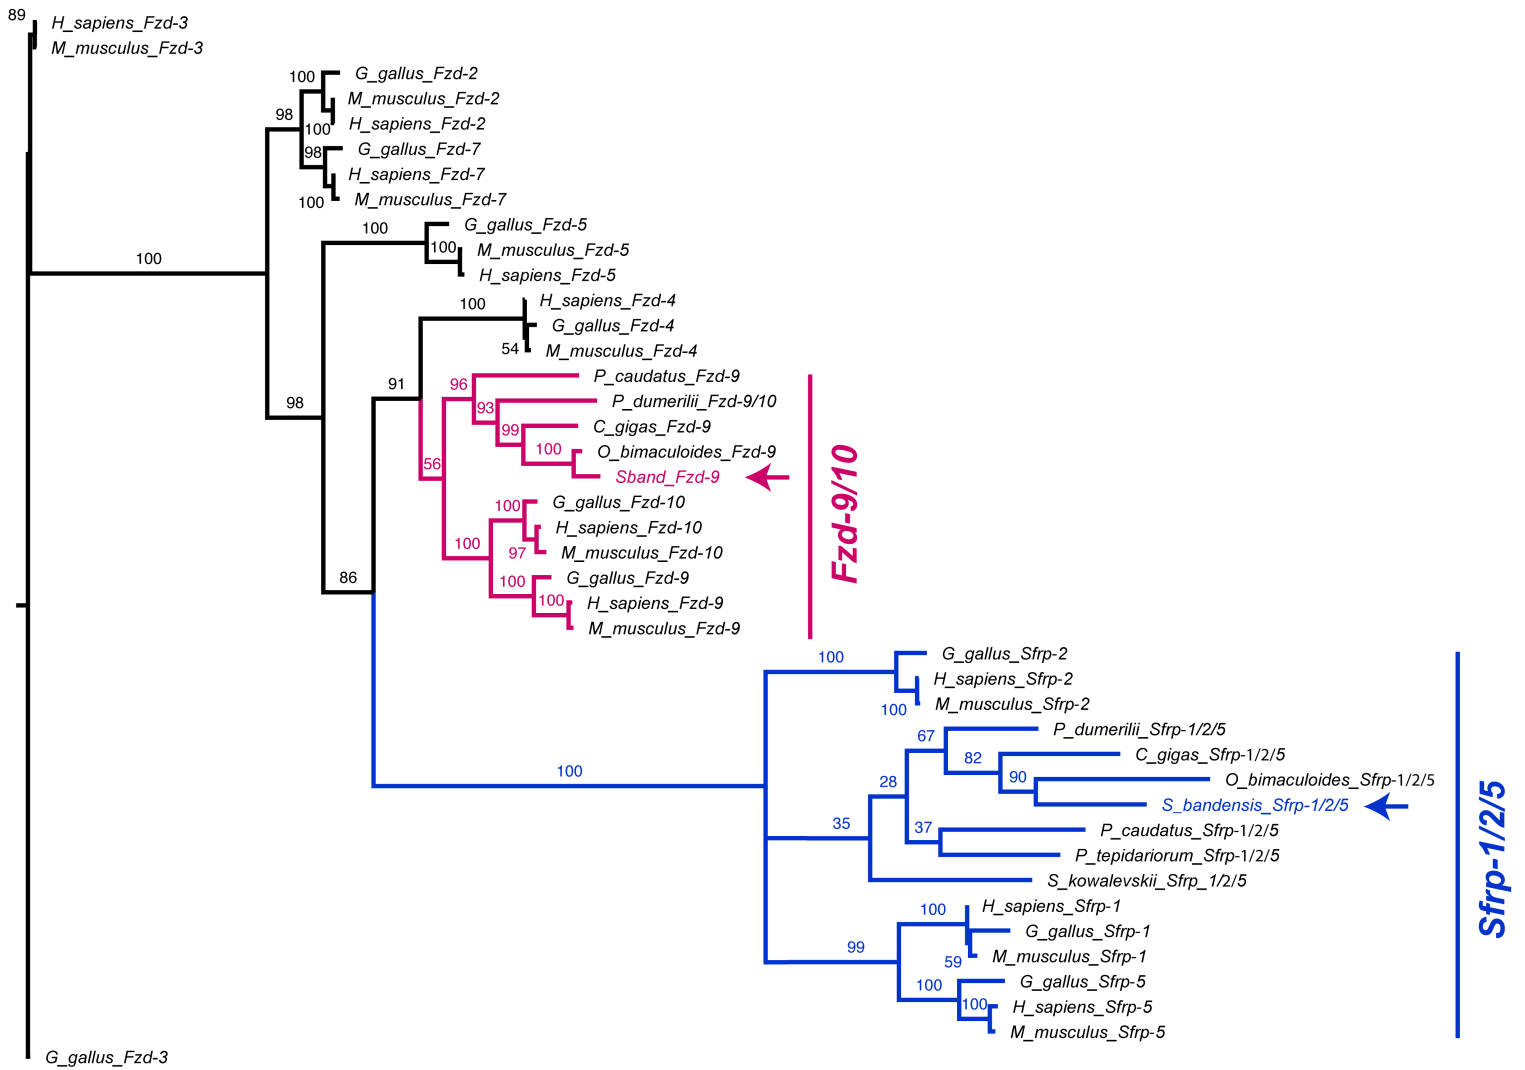 89
H_sapiens_Fzd-3
M_musculus_Fzd-3
100
G_gallus_Fzd-2
M_musculus_Fzd-2
98
100
H_sapiens_Fzd-2
98
G_gallus_Fzd-7
H_sapiens_Fzd-7
100
M_musculus_Fzd-7
100
G_gallus_Fzd-5
100
M_musculus_Fzd-5
100
H_sapiens_Fzd-5
100
H_sapiens_Fzd-4
G_gallus_Fzd-4
54
M_musculus_Fzd-4
91
96
P_caudatus_Fzd-9
98
93
P_dumerilii_Fzd-9/10
99
C_gigas_Fzd-9
100
O_bimaculoides_Fzd-9
56
Sband_Fzd-9
100
G_gallus_Fzd-10
H_sapiens_Fzd-10
100
97
M_musculus_Fzd-10
86
100
G_gallus_Fzd-9
100
H_sapiens_Fzd-9
M_musculus_Fzd-9
Fzd-9/10
100
G_gallus_Sfrp-2
H_sapiens_Sfrp-2
100
M_musculus_Sfrp-2
67
P_dumerilii_Sfrp-1/2/5
82
C_gigas_Sfrp-1/2/5
100
28
90
O_bimaculoides_Sfrp-1/2/5
S_bandensis_Sfrp-1/2/5
35
37
P_caudatus_Sfrp-1/2/5
P_tepidariorum_Sfrp-1/2/5
S_kowalevskii_Sfrp_1/2/5
100
H_sapiens_Sfrp-1
G_gallus_Sfrp-1
99
59
M_musculus_Sfrp-1
100
G_gallus_Sfrp-5
100
H_sapiens_Sfrp-5
M_musculus_Sfrp-5
Sfrp-1/2/5
G_gallus_Fzd-3